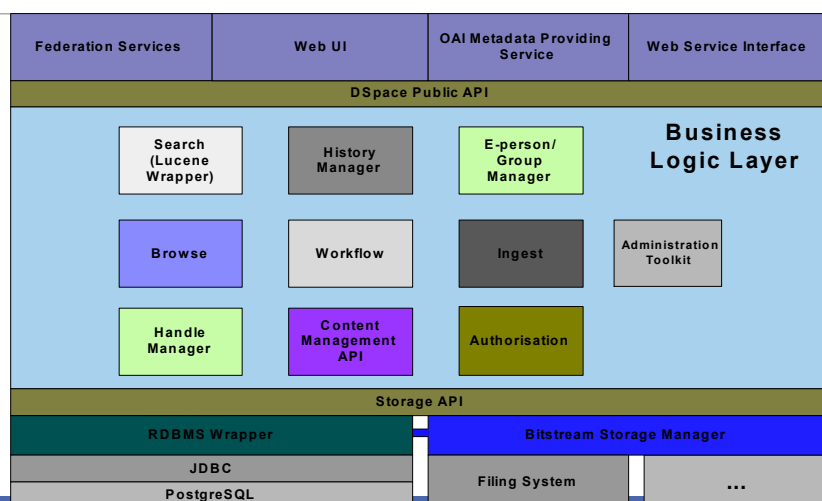 Federation Services
Web UI
OAI Metadata Providing
Service
Web Service Interface
DSpace Public API
Business
Logic Layer
Search
(Lucene
Wrapper)
History
Manager
E-person/
Group
Manager
Browse
Workflow
Ingest
Administration
Toolkit
Handle
Manager
Content
Management
API
Authorisation
Storage API
RDBMS Wrapper
Bitstream Storage Manager
JDBC
Filing System
...
PostgreSQL